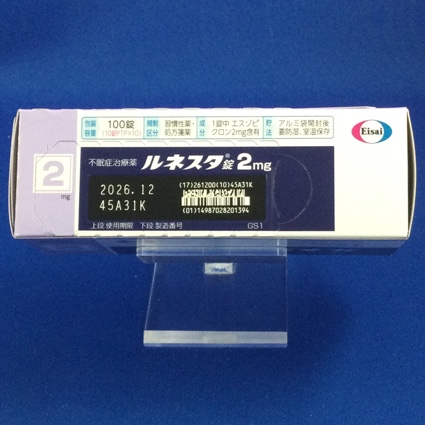 包装容量 100錠 (10錠PTP×10)
規制区分 習慣性薬・処方箋薬
成分 1錠中 エスゾピクロン2mg含有
貯法 アルミ袋開封後要防湿、室温保存
Eisai
2
mg
不眠症治療薬 ルネスタ®錠 2mg
2026.12
45A31K
(17)261200(10)45A31K
(01)14987028201394
上段 使用期限 下段 製造番号
GS1